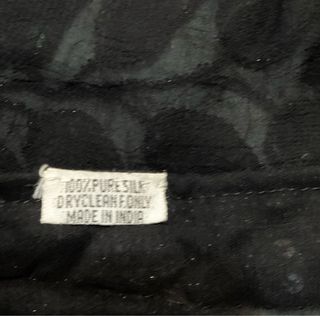 100% PURE SILK
DRYCLEAN F.ONLY
MADE IN INDIA